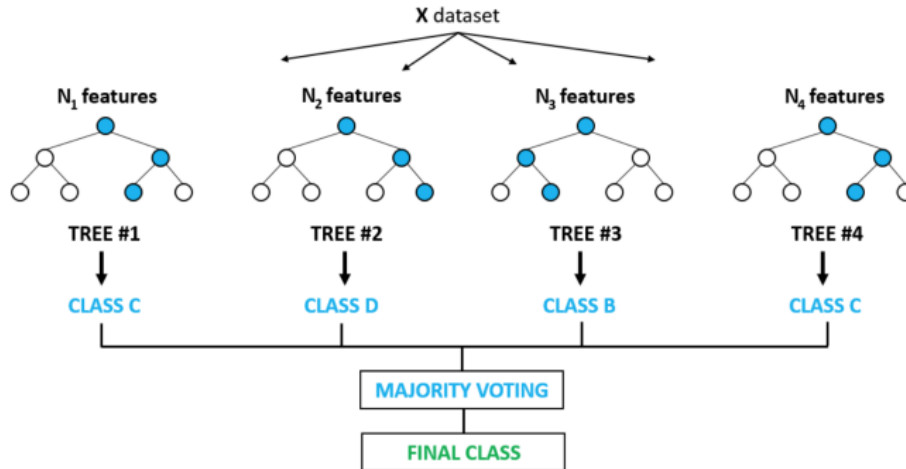 X dataset
N₁ features N₂ features N₃ features N₄ features
TREE #1 TREE #2 TREE #3 TREE #4
CLASS C CLASS D CLASS B CLASS C
MAJORITY VOTING
FINAL CLASS